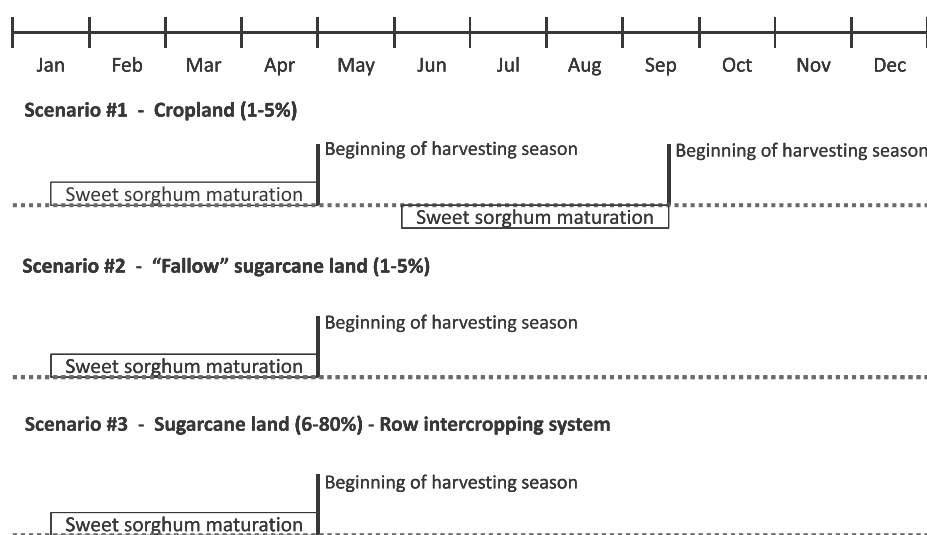 Jan Feb Mar Apr May Jun Jul Aug Sep Oct Nov Dec
Scenario #1 - Cropland (1-5%)
Beginning of harvesting season
Beginning of harvesting season
Sweet sorghum maturation
Sweet sorghum maturation
Scenario #2 - “Fallow” sugarcane land (1-5%)
Beginning of harvesting season
Sweet sorghum maturation
Scenario #3 - Sugarcane land (6-80%) - Row intercropping system
Beginning of harvesting season
Sweet sorghum maturation